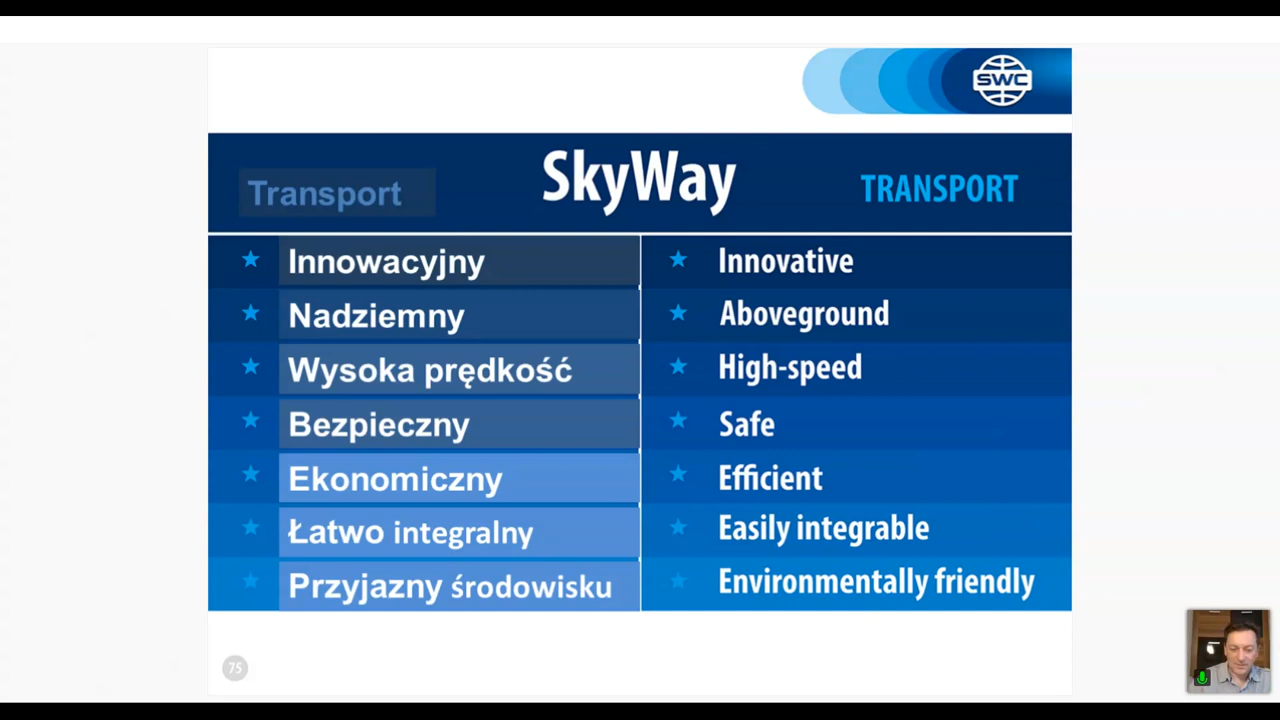 SWC
Transport
SkyWay
TRANSPORT
Innowacyjny
Innovative
Nadziemny
Aboveground
Wysoka prędkość
High-speed
Bezpieczny
Safe
Ekonomiczny
Efficient
Łatwo integralny
Easily integrable
Przyjazny środowisku
Environmentally friendly
75